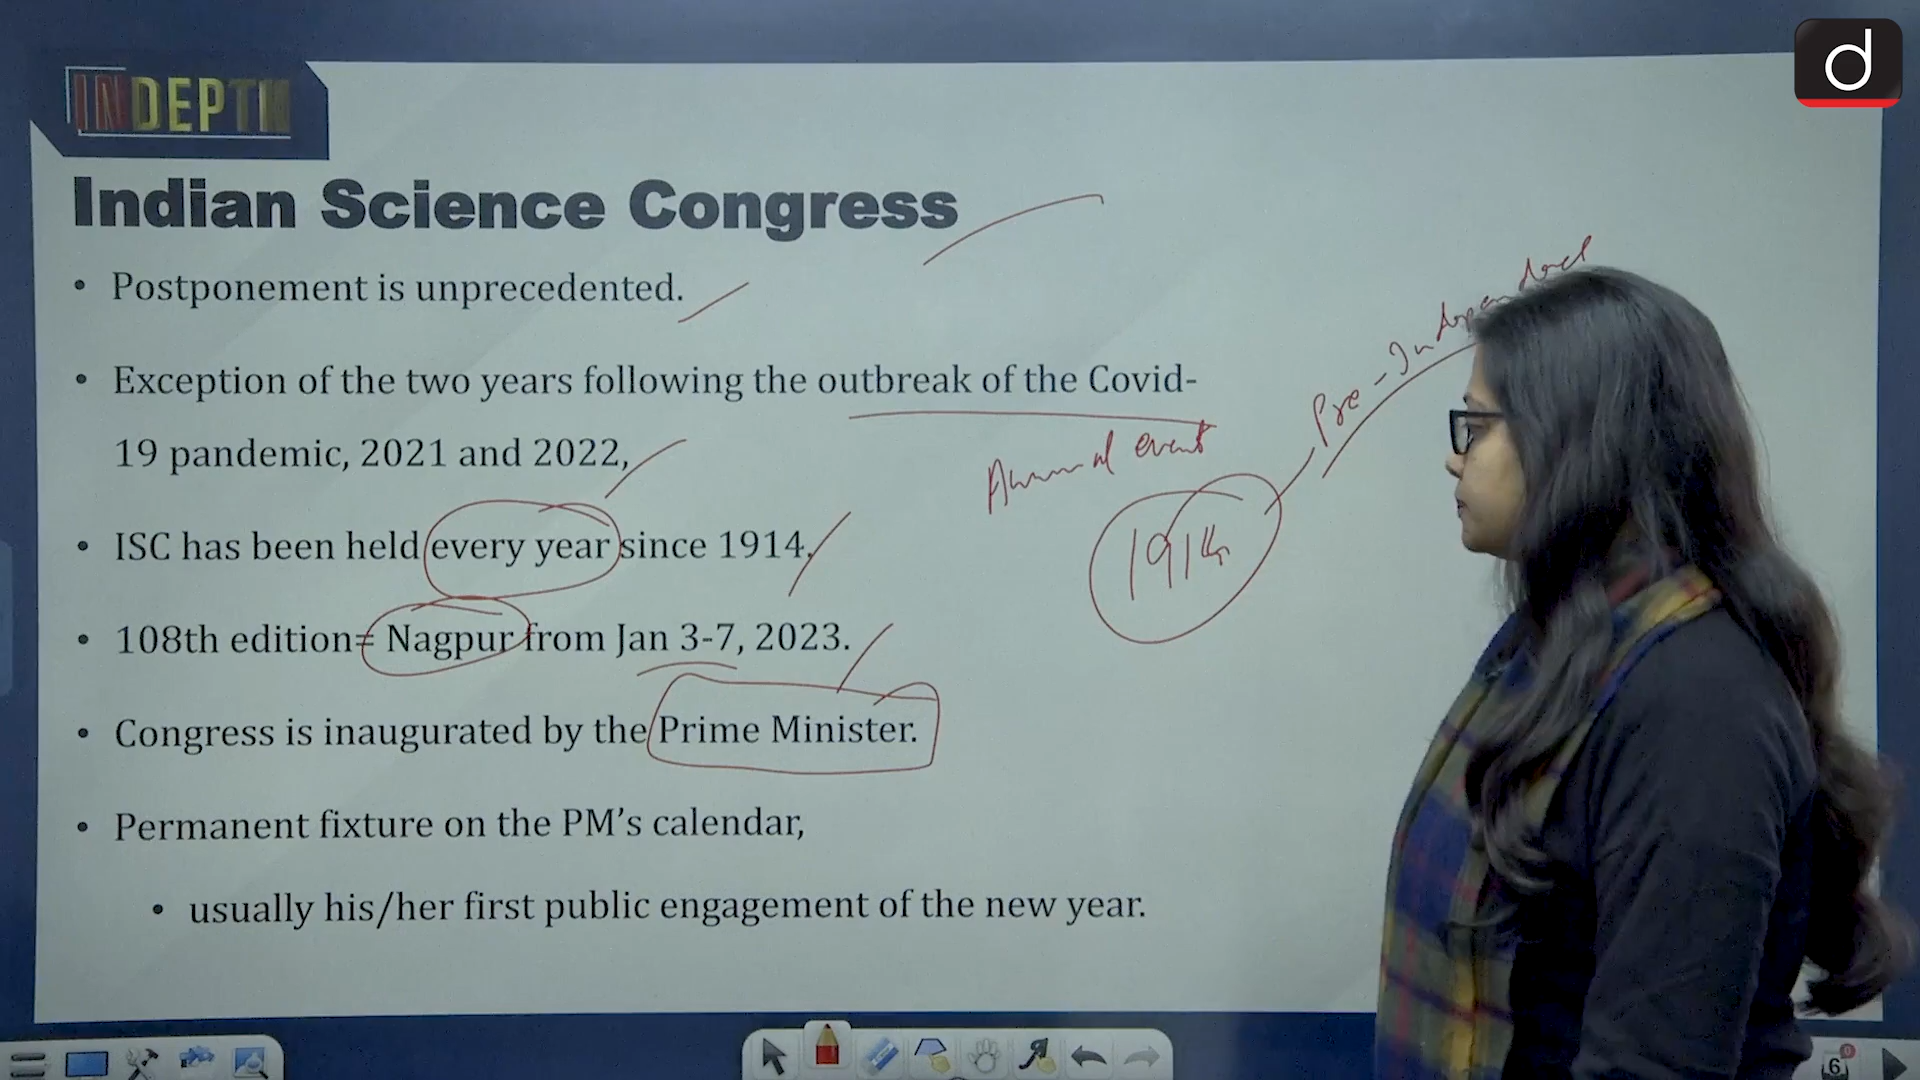 INDEPTH
d
Indian Science Congress
• Postponement is unprecedented.
• Exception of the two years following the outbreak of the Covid-
19 pandemic, 2021 and 2022,
• ISC has been held every year since 1914.
• 108th edition= Nagpur from Jan 3-7, 2023.
• Congress is inaugurated by the Prime Minister.
• Permanent fixture on the PM's calendar,
• usually his/her first public engagement of the new year.
Annual event
1914
Pre-Independence
6